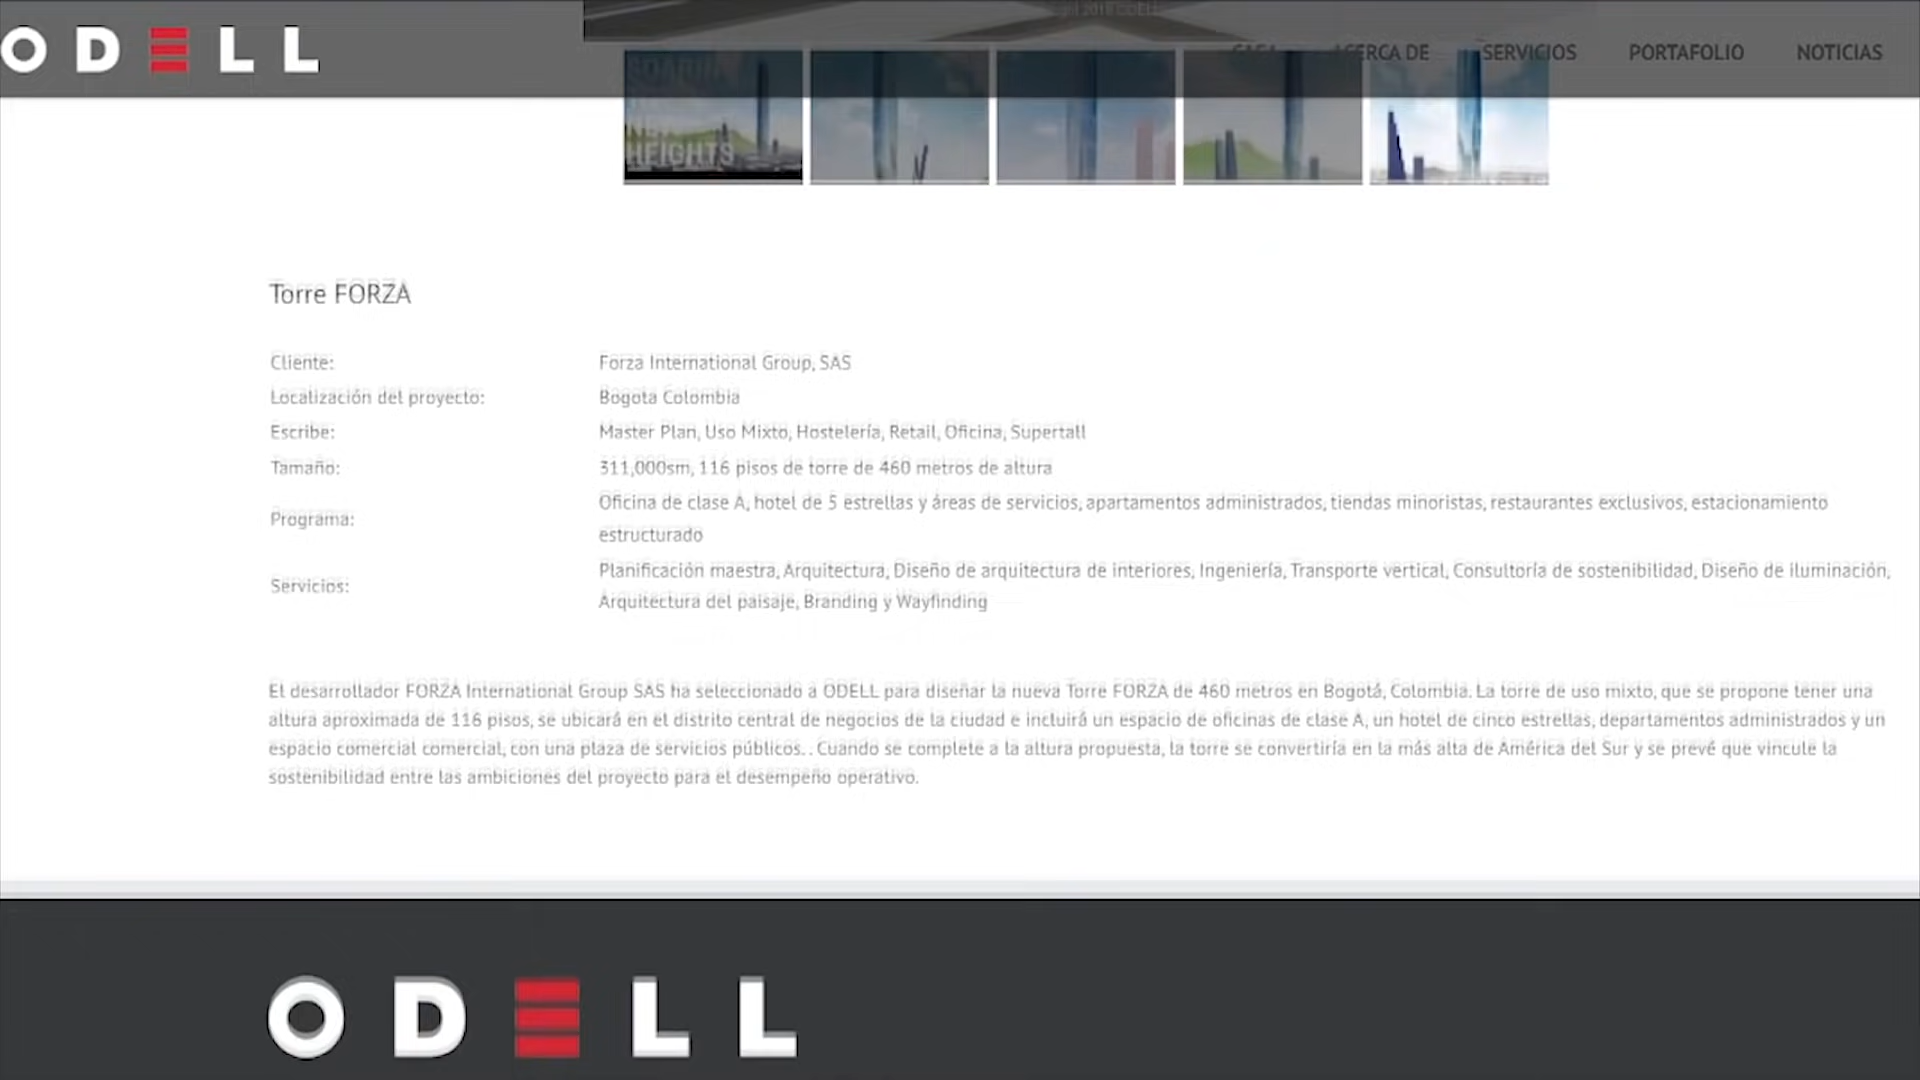 ODELL
CASA ACERCA DE SERVICIOS PORTAFOLIO NOTICIAS
HEIGHTS
Torre FORZA
Cliente: Forza International Group, SAS
Localización del proyecto: Bogota Colombia
Escribe: Master Plan, Uso Mixto, Hostelería, Retail, Oficina, Supertall
Tamaño: 311,000sm, 116 pisos de torre de 460 metros de altura
Programa: Oficina de clase A, hotel de 5 estrellas y áreas de servicios, apartamentos administrados, tiendas minoristas, restaurantes exclusivos, estacionamiento
estructurado
Servicios: Planificación maestra, Arquitectura, Diseño de arquitectura de interiores, Ingeniería, Transporte vertical, Consultoría de sostenibilidad, Diseño de iluminación,
Arquitectura del paisaje, Branding y Wayfinding
El desarrollador FORZA International Group SAS ha seleccionado a ODELL para diseñar la nueva Torre FORZA de 460 metros en Bogotá, Colombia. La torre de uso mixto, que se propone tener una
altura aproximada de 116 pisos, se ubicará en el distrito central de negocios de la ciudad e incluirá un espacio de oficinas de clase A, un hotel de cinco estrellas, departamentos administrados y un
espacio comercial comercial, con una plaza de servicios públicos. . Cuando se complete a la altura propuesta, la torre se convertiría en la más alta de América del Sur y se prevé que vincule la
sostenibilidad entre las ambiciones del proyecto para el desempeño operativo.
ODELL